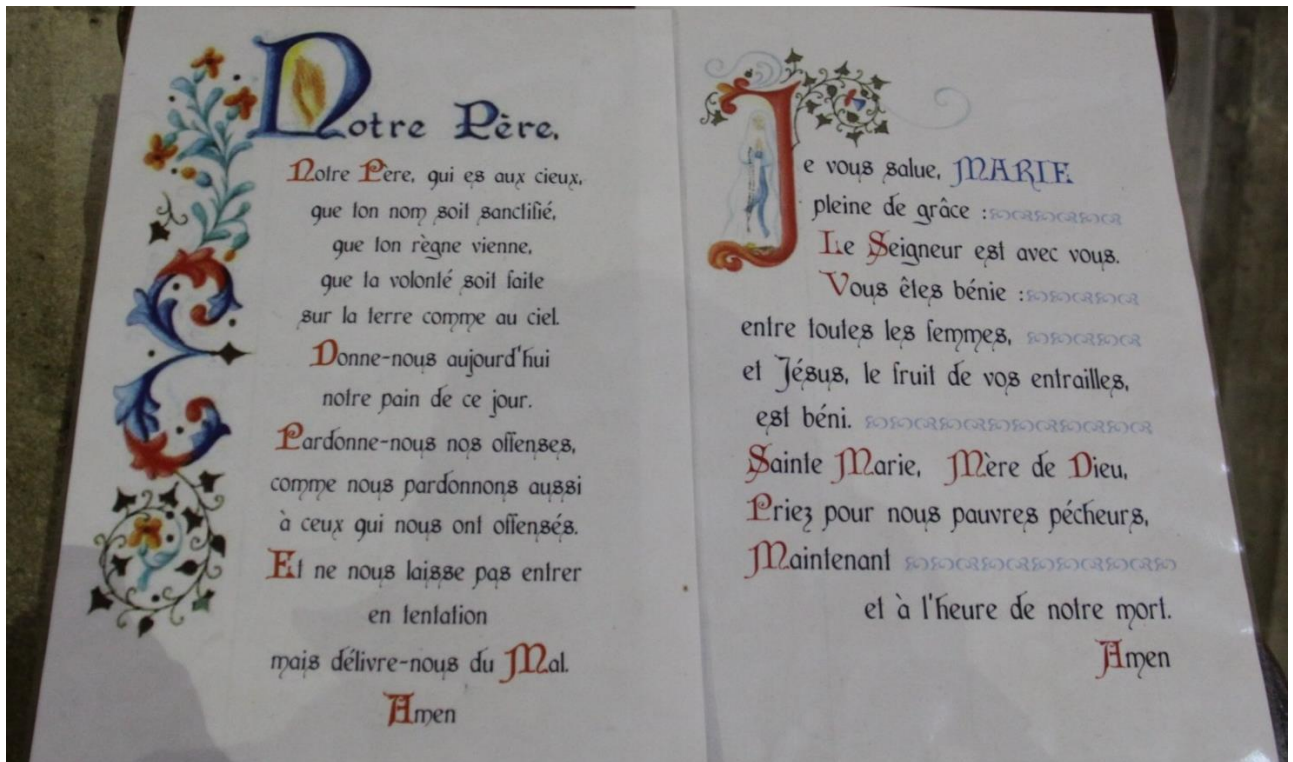 Notre Père,
Notre Père, qui es aux cieux,
que ton nom soit sanctifié,
que ton règne vienne,
que ta volonté soit faite
sur la terre comme au ciel.
Donne-nous aujourd'hui
notre pain de ce jour.
Pardonne-nous nos offenses,
comme nous pardonnons aussi
à ceux qui nous ont offensés.
Et ne nous laisse pas entrer
en tentation
mais délivre-nous du Mal.
Amen
Je vous salue, MARIE
pleine de grâce :
Le Seigneur est avec vous.
Vous êtes bénie :
entre toutes les femmes,
et Jésus, le fruit de vos entrailles,
est béni.
Sainte Marie, Mère de Dieu,
Priez pour nous pauvres pécheurs,
Maintenant
et à l'heure de notre mort.
Amen